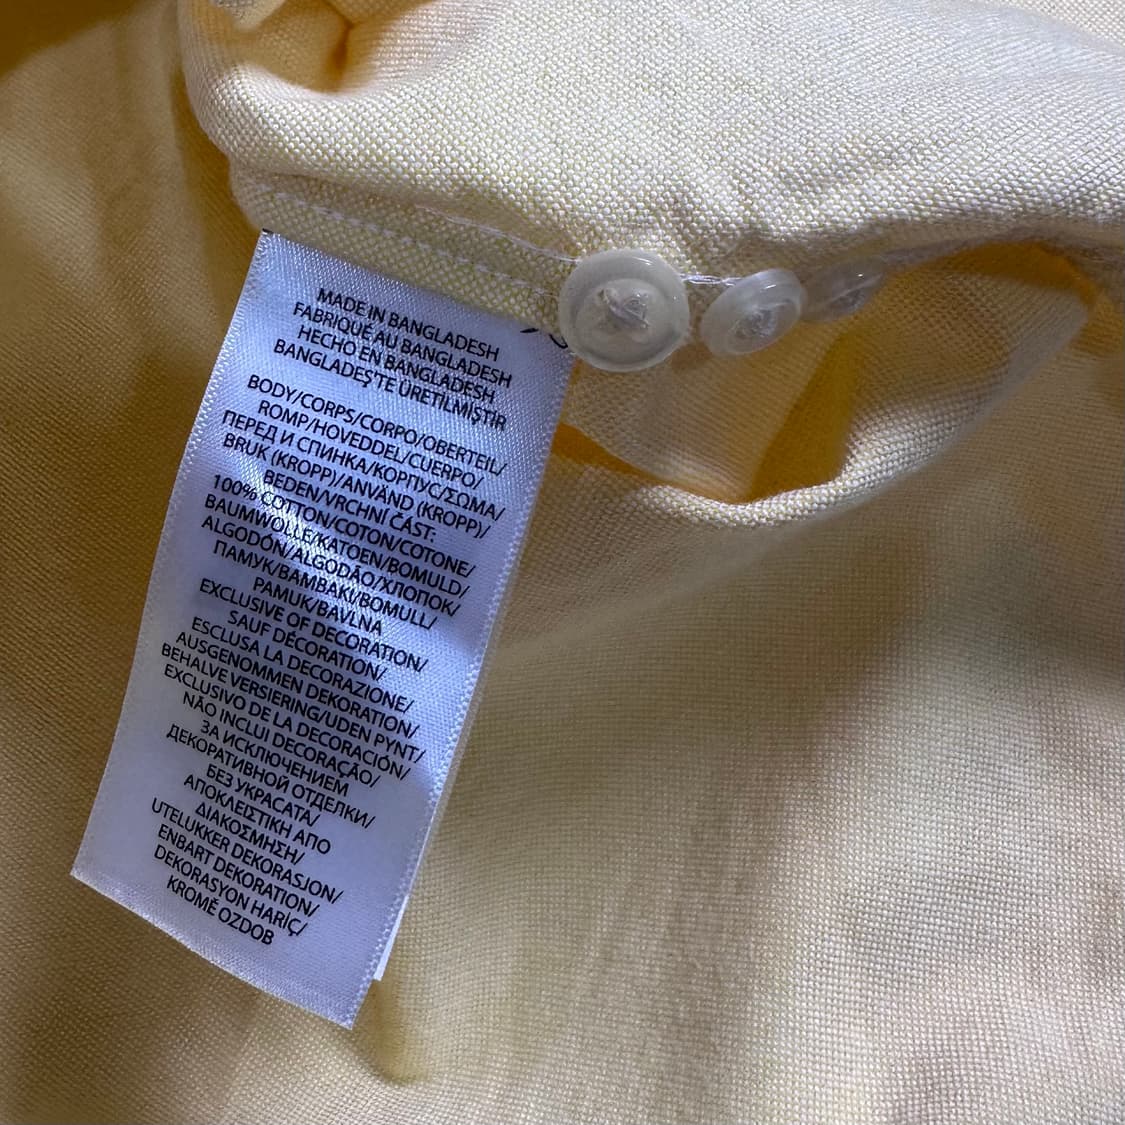 MADE IN BANGLADESH
FABRIQUÉ AU BANGLADESH
HECHO EN BANGLADESH
BANGLADEŞ'TE ÜRETİLMİŞTİR
BODY/CORPS/CORPO/OBERTEIL/
ROMP/HOVEDDEL/CUERPO/
ПЕРЕД И СПИНКА/КОРПУС/ΣΩΜΑ/
BRUK (KROPP)/ANVÄND (KROPP)/
BEDEN/VRCHNÍ ČÁST:
100% COTTON/COTON/COTONE/
BAUMWOLLE/KATOEN/BOMULD/
ALGODÓN/ALGODÃO/ХЛОПОК/
ПАМУК/ΒΑΜΒΑΚΙ/BOMULL/
PAMUK/BAVLNA
EXCLUSIVE OF DECORATION/
SAUF DÉCORATION/
ESCLUSA LA DECORAZIONE/
AUSGENOMMEN DEKORATION/
BEHALVE VERSIERING/UDEN PYNT/
EXCLUSIVO DE LA DECORACIÓN/
NÃO INCLUI DECORAÇÃO/
ЗА ИСКЛЮЧЕНИЕМ
ДЕКОРАТИВНОЙ ОТДЕЛКИ/
БЕЗ УКРАСАТА/
ΑΠΟΚΛΕΙΣΤΙΚΗ ΑΠΟ
ΔΙΑΚΟΣΜΗΣΗ/
UTELUKKER DEKORASJON/
ENBART DEKORATION/
DEKORASYON HARİÇ/
KROMĚ OZDOB